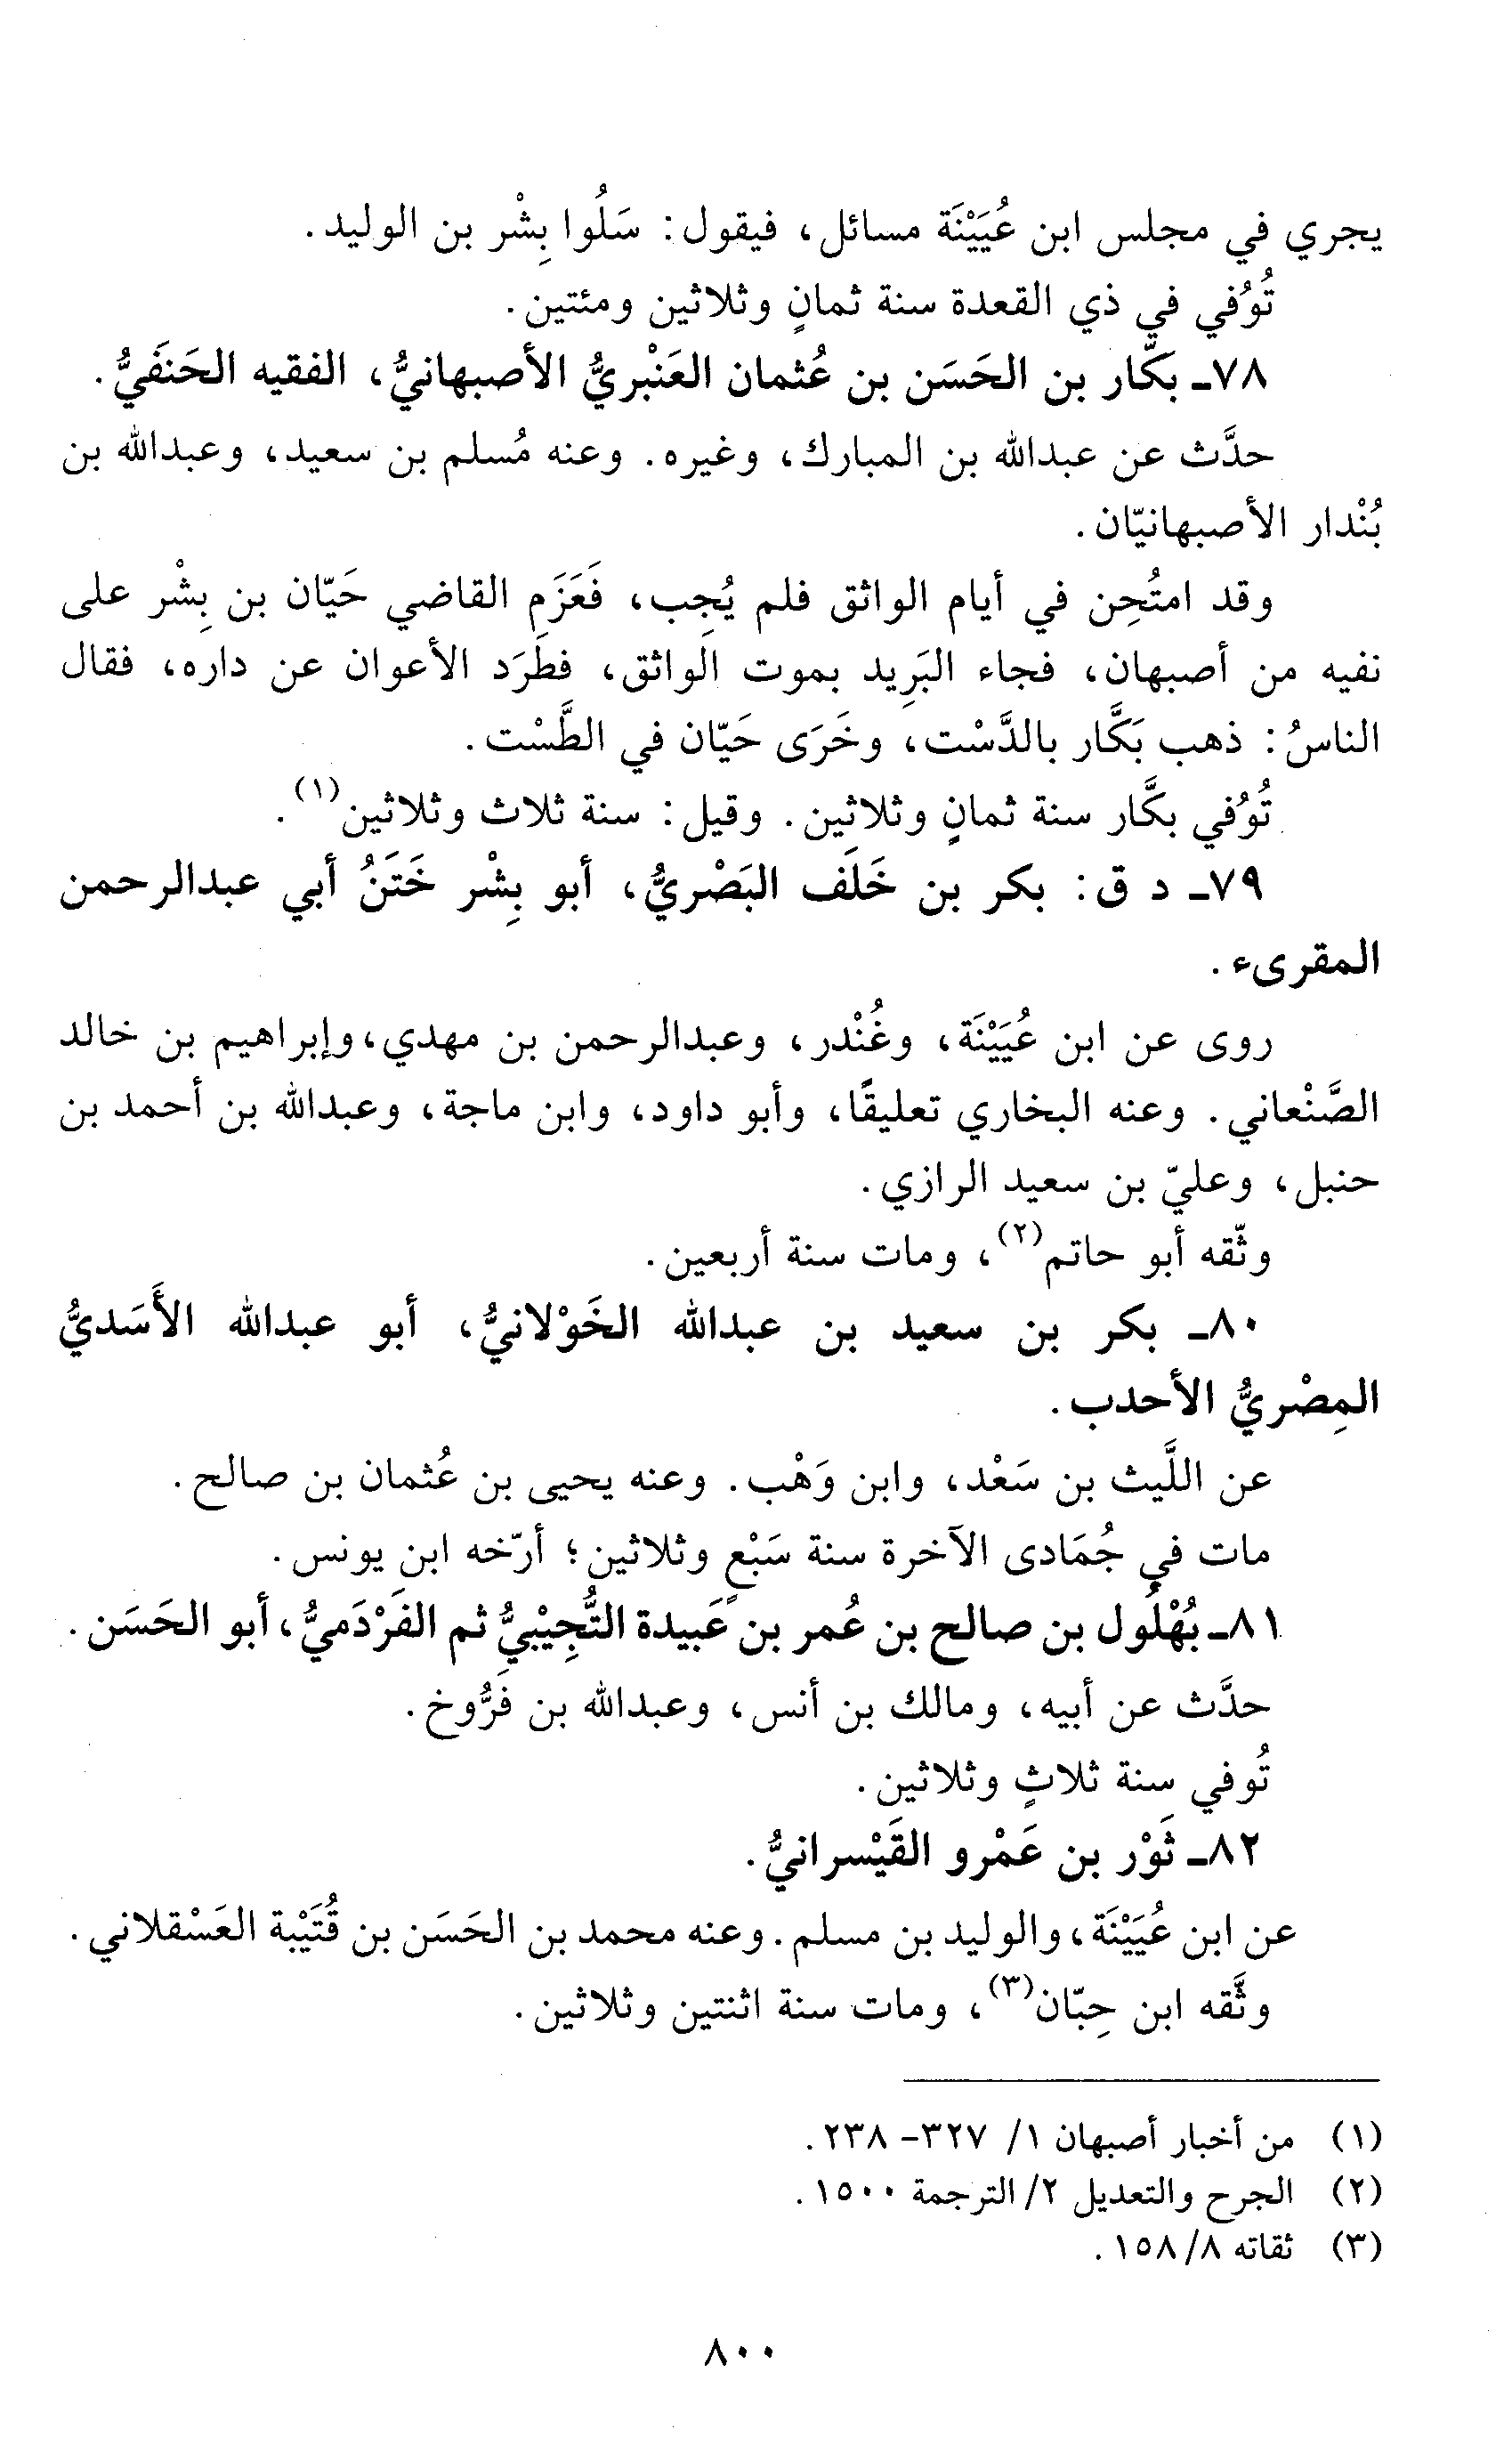 يجري في مجلس ابن عُيَيْنَة مسائل، فيقول: سَلُوا بِشْر بن الوليد.
تُوُفي في ذي القعدة سنة ثمانٍ وثلاثين ومئتين.
٧٨ـ بكّار بن الحَسَن بن عُثمان العَنْبريُّ الأصبهانيُّ، الفقيه الحَنَفيُّ.
حدَّث عن عبدالله بن المبارك، وغيره. وعنه مُسلم بن سعيد، وعبدالله بن
بُنْدار الأصبهانيّان.
وقد امتُحِن في أيام الواثق فلم يُجِب، فَعَزَم القاضي حَيّان بن بِشْر على
نفيه من أصبهان، فجاء البَرِيد بموت الواثق، فطَرَد الأعوان عن داره، فقال
الناسُ: ذهب بَكَّار بالدَّسْت، وخَرَى حَيّان في الطَّسْت.
تُوُفي بكَّار سنة ثمانٍ وثلاثين. وقيل: سنة ثلاث وثلاثين(١).
٧٩ـ د ق: بكر بن خَلَف البَصْريُّ، أبو بِشْر خَتَنُ أبي عبدالرحمن
المقرىء.
روى عن ابن عُيَيْنَة، وغُنْدر، وعبدالرحمن بن مهدي، وإبراهيم بن خالد
الصَّنْعاني. وعنه البخاري تعليقًا، وأبو داود، وابن ماجة، وعبدالله بن أحمد بن
حنبل، وعليّ بن سعيد الرازي.
وثّقه أبو حاتم(٢)، ومات سنة أربعين.
٨٠ـ بكر بن سعيد بن عبدالله الخَوْلانيُّ، أبو عبدالله الأَسَديُّ
المِصْريُّ الأحدب.
عن اللَّيث بن سَعْد، وابن وَهْب. وعنه يحيى بن عُثمان بن صالح.
مات في جُمَادى الآخرة سنة سَبْعٍ وثلاثين؛ أرّخه ابن يونس.
٨١ـ بُهْلُول بن صالح بن عُمر بن عَبيدة التُّجِيْبيُّ ثم الفَرْدَميُّ، أبو الحَسَن.
حدَّث عن أبيه، ومالك بن أنس، وعبدالله بن فَرُّوخ.
تُوفي سنة ثلاثٍ وثلاثين.
٨٢ـ ثَوْر بن عَمْرو القَيْسرانيُّ.
عن ابن عُيَيْنَة، والوليد بن مسلم. وعنه محمد بن الحَسَن بن قُتَيْبة العَسْقلاني.
وثَّقه ابن حِبّان(٣)، ومات سنة اثنتين وثلاثين.
(١) من أخبار أصبهان ١/ ٣٢٧- ٢٣٨.
(٢) الجرح والتعديل ٢/ الترجمة ١٥٠٠.
(٣) ثقاته ٨/ ١٥٨.
٨٠٠